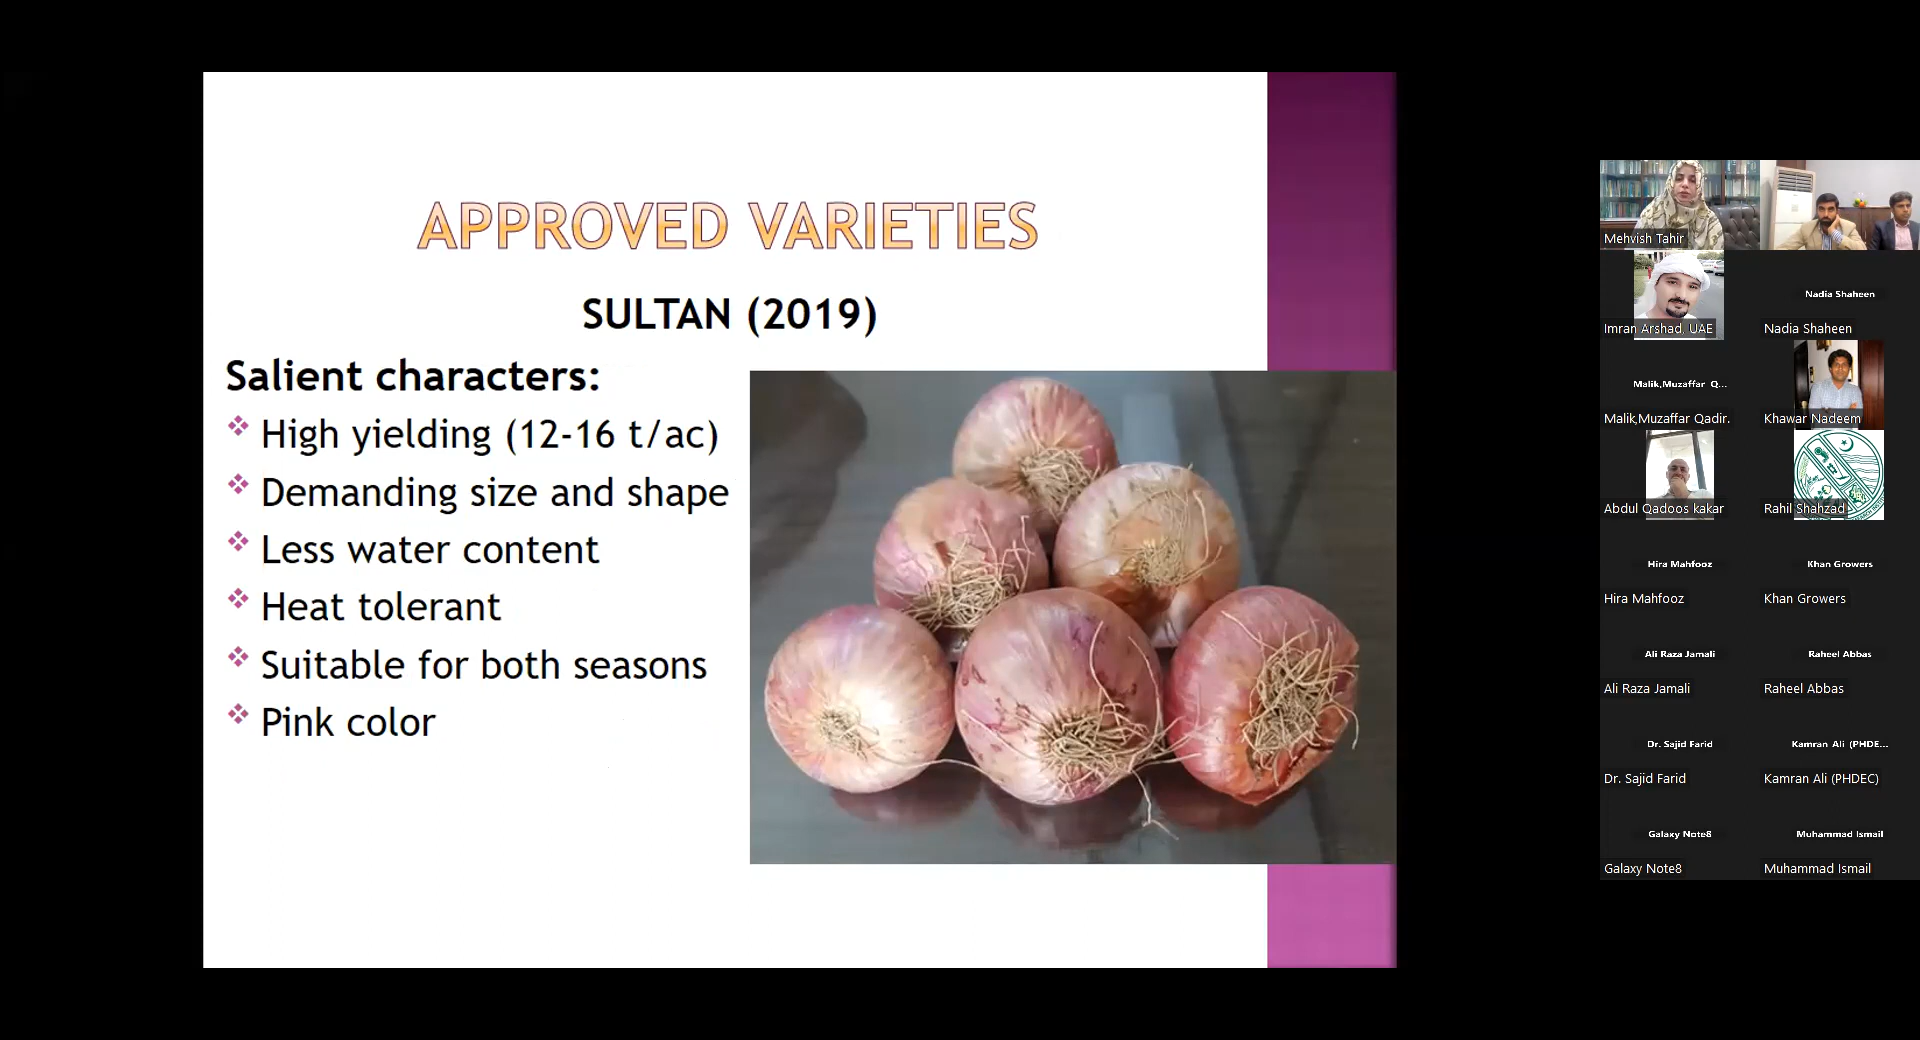 APPROVED VARIETIES
SULTAN (2019)
Salient characters:
High yielding (12-16 t/ac)
Demanding size and shape
Less water content
Heat tolerant
Suitable for both seasons
Pink color
Mehvish Tahir
Imran Arshad, UAE
Nadia Shaheen
Nadia Shaheen
Malik,Muzaffar Q...
Malik,Muzaffar Qadir.
Khawar Nadeem
Abdul Qadoos kakar
Rahil Shahzad
Hira Mahfooz
Hira Mahfooz
Khan Growers
Khan Growers
Ali Raza Jamali
Ali Raza Jamali
Raheel Abbas
Raheel Abbas
Dr. Sajid Farid
Dr. Sajid Farid
Kamran Ali (PHDE...
Kamran Ali (PHDEC)
Galaxy Note8
Galaxy Note8
Muhammad Ismail
Muhammad Ismail